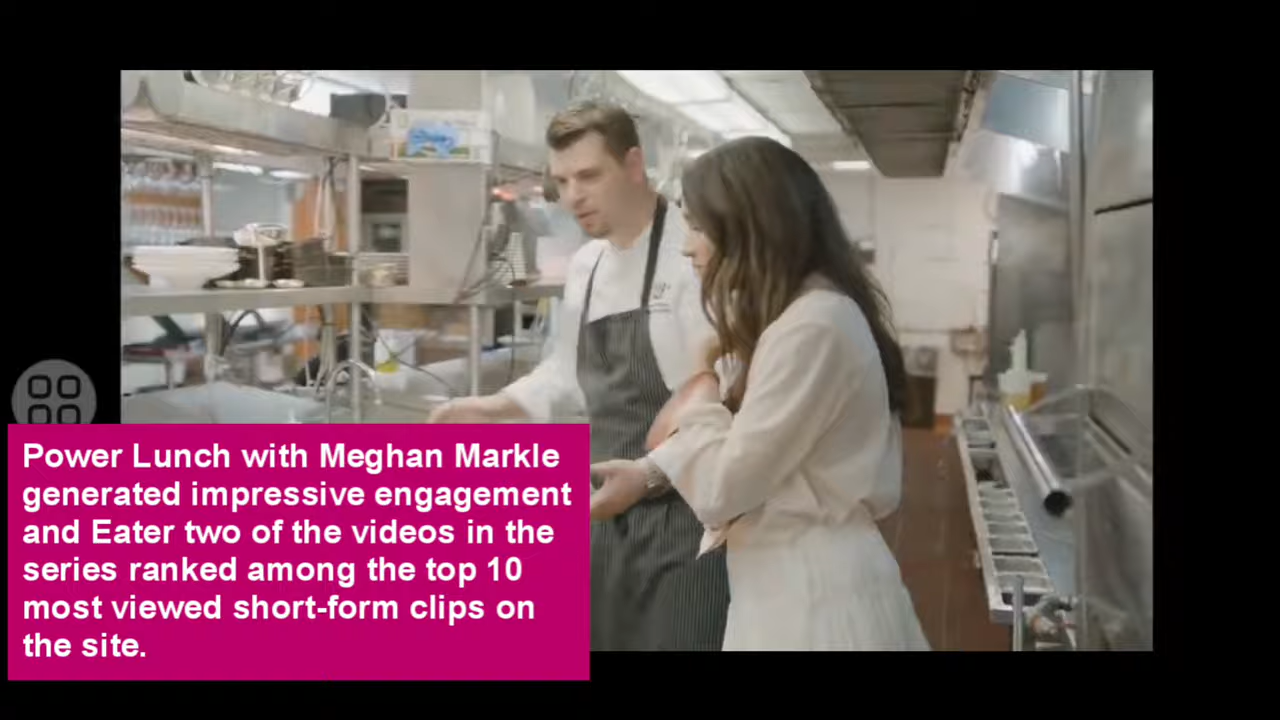 Power Lunch with Meghan Markle
generated impressive engagement
and Eater two of the videos in the
series ranked among the top 10
most viewed short-form clips on
the site.